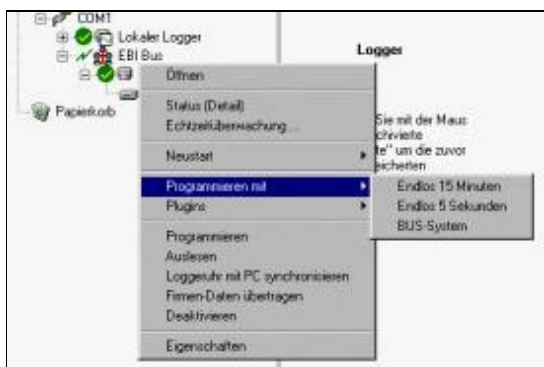 COM1
Lokaler Logger
EBI Bus
Papierkorb
Logger
Sie mit der Maus
chivierte
te" um die zuvor
eicherten
Öffnen
Status (Detail)
Echtzeitüberwachung...
Neustart
Programmieren mit
Plugins
Programmieren
Auslesen
Loggeruhr mit PC synchronisieren
Firmen-Daten übertragen
Deaktivieren
Eigenschaften
Endlos 15 Minuten
Endlos 5 Sekunden
BUS-System